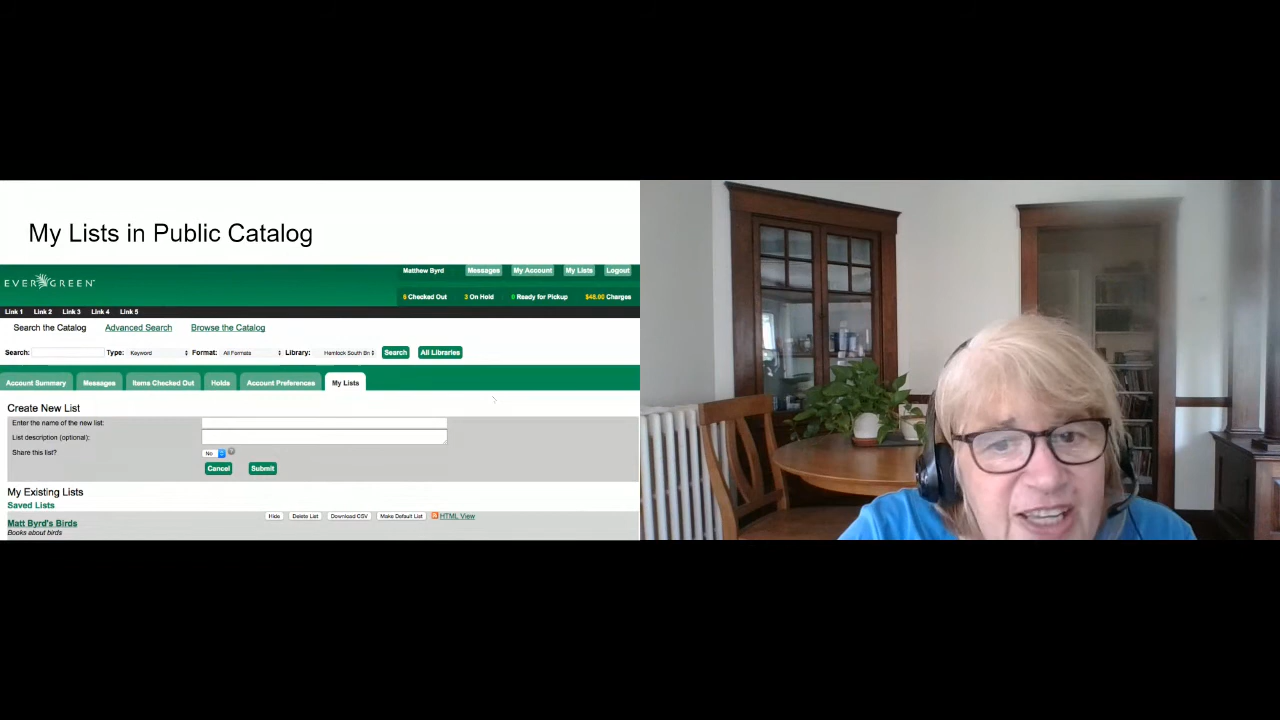 My Lists in Public Catalog
EVERGREEN
Matthew Byrd Messages My Account My Lists Logout
6 Checked Out 3 On Hold 0 Ready for Pickup $48.00 Charges
Link 1 Link 2 Link 3 Link 4 Link 5
Search the Catalog Advanced Search Browse the Catalog
Search: Type: Keyword Format: All Formats Library: Hemlock South Brn Search All Libraries
Account Summary Messages Items Checked Out Holds Account Preferences My Lists
Create New List
Enter the name of the new list:
List description (optional):
Share this list? No ?
Cancel Submit
My Existing Lists
Saved Lists
Hide Delete List Download CSV Make Default List HTML View
Matt Byrd's Birds
Books about birds